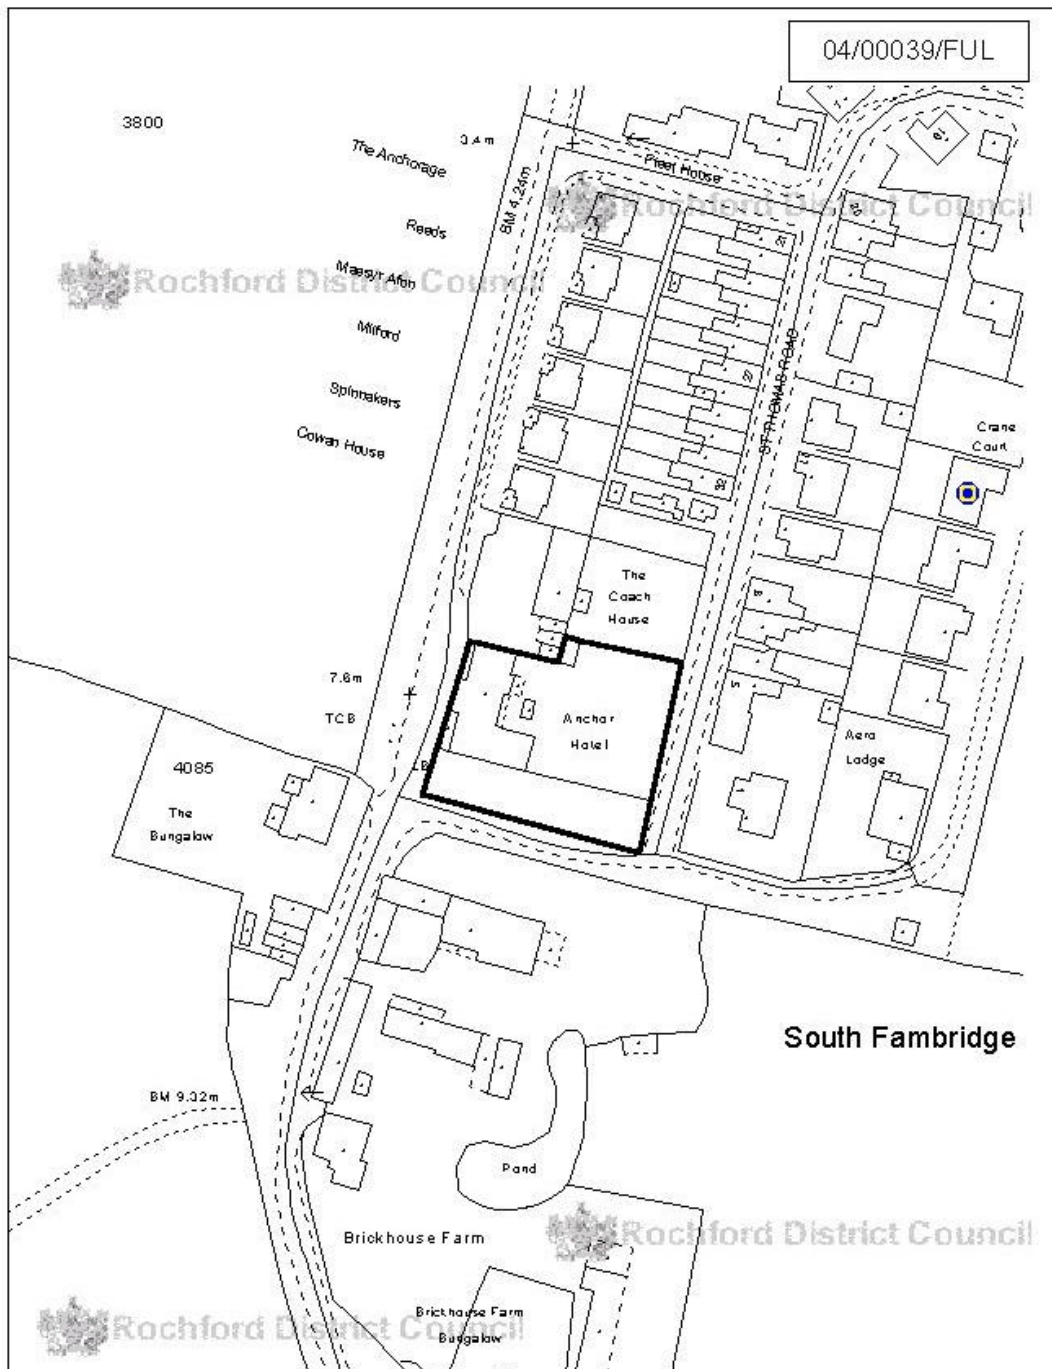 04/00039/FUL
3800
3.4m
The Anchorage
BM 4.24m
Fleet House
Rochford District Council
Reeds
Maesyr Afon
Rochford District Council
Milford
ST THOMAS ROAD
Spinnakers
Cowan House
Crane
Court
32
The
Coach
House
8
7.6m
TCB
5
Anchor
Hotel
Aera
Lodge
4085
The
Bungalow
South Fambridge
BM 9.32m
Pond
Brickhouse Farm
Rochford District Council
Brickhouse Farm
Bungalow
Rochford District Council